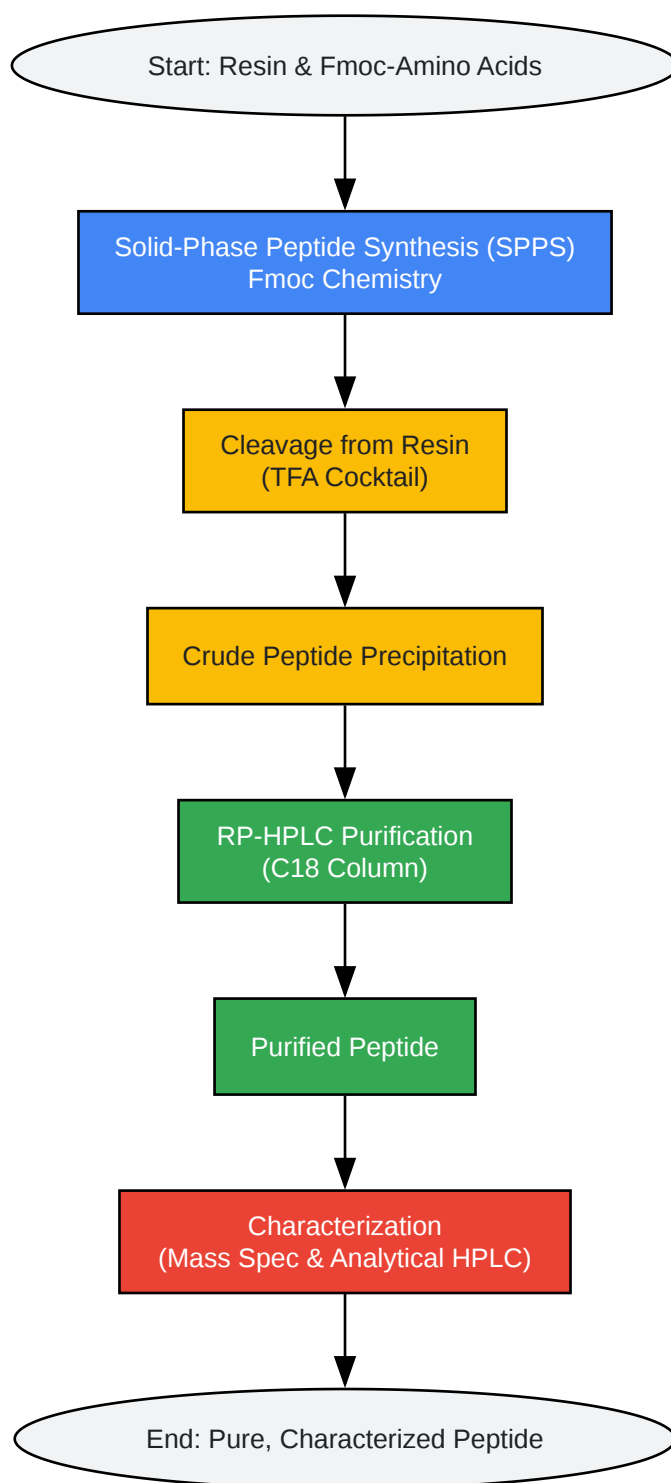 Start: Resin & Fmoc-Amino Acids
Solid-Phase Peptide Synthesis (SPPS)
Fmoc Chemistry
Cleavage from Resin
(TFA Cocktail)
Crude Peptide Precipitation
RP-HPLC Purification
(C18 Column)
Purified Peptide
Characterization
(Mass Spec & Analytical HPLC)
End: Pure, Characterized Peptide